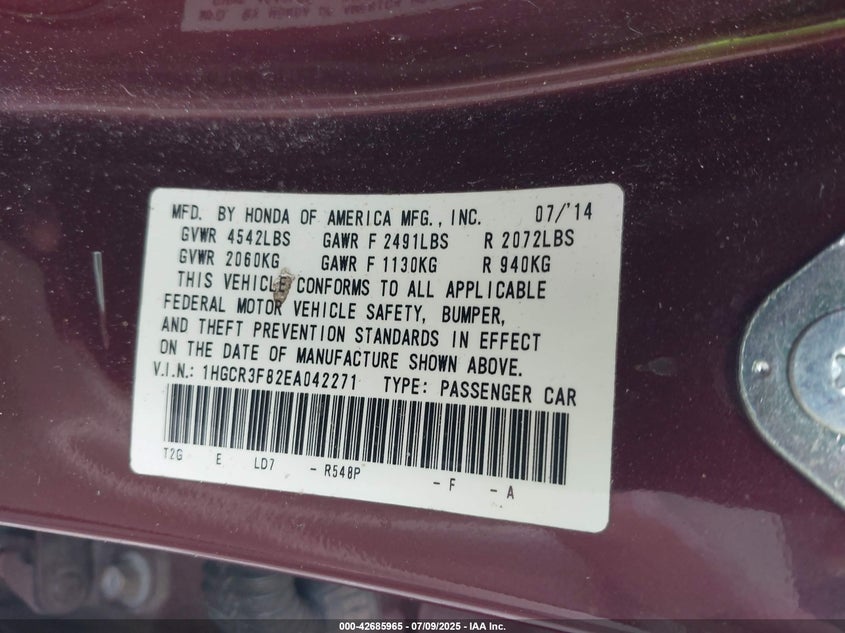 MFD. BY HONDA OF AMERICA MFG., INC. 07/'14
GVWR 4542LBS GAWR F 2491LBS R 2072LBS
GVWR 2060KG GAWR F 1130KG R 940KG
THIS VEHICLE CONFORMS TO ALL APPLICABLE
FEDERAL MOTOR VEHICLE SAFETY, BUMPER,
AND THEFT PREVENTION STANDARDS IN EFFECT
ON THE DATE OF MANUFACTURE SHOWN ABOVE.
V.I.N.: 1HGCR3F82EA042271 TYPE: PASSENGER CAR
T2G E LD7 - R548P - F - A
000-42685965 - 07/09/2025 - IAA Inc.